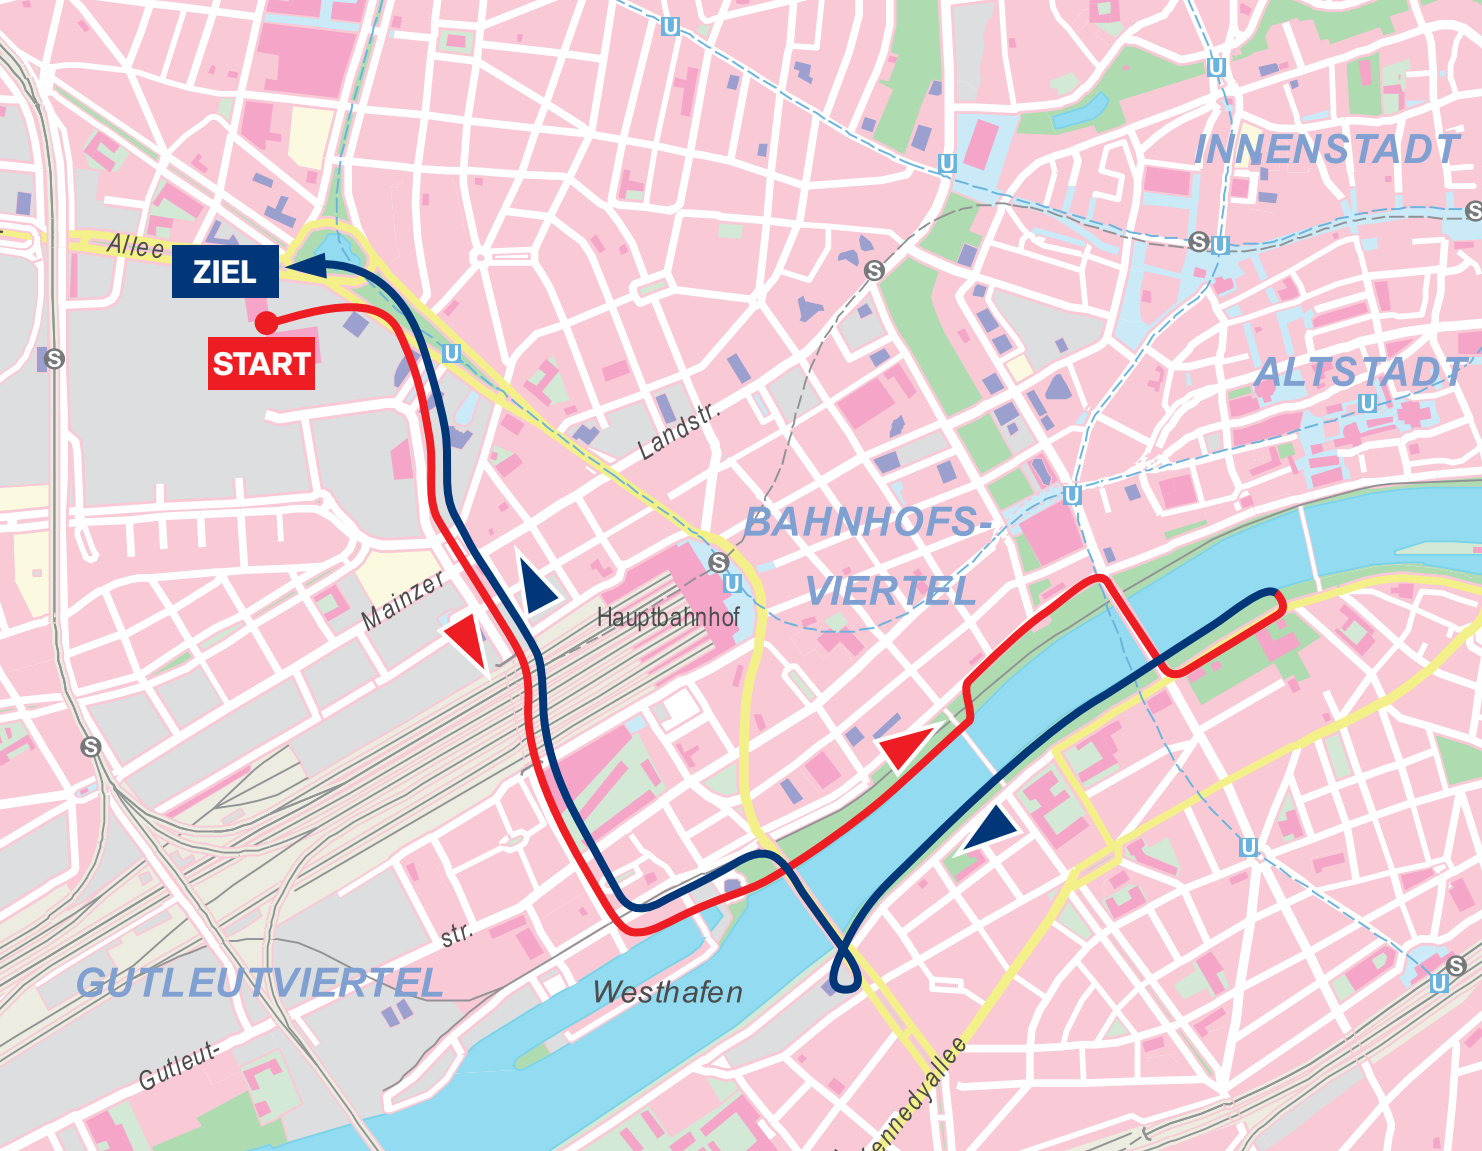 U
U
INNENSTADT
U
S
S
U
Allee
ZIEL
S
START
S
U
ALTSTADT
U
Landstr.
U
BAHNHOFS-
VIERTEL
S
U
Mainzer
Hauptbahnhof
S
U
str.
GUTLEUTVIERTEL
Westhafen
S
U
Gutleut-
ennedyallee